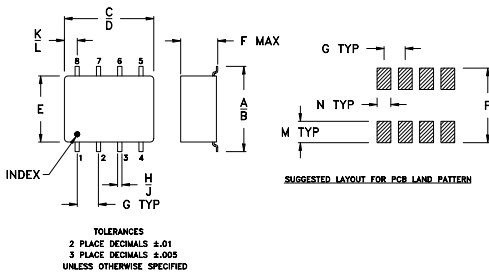 C
D
K
L
F MAX
G TYP
8 7 6 5
E
A
B
N TYP
P
M TYP
INDEX
1 2 3 4
H
J
G TYP
SUGGESTED LAYOUT FOR PCB LAND PATTERN
TOLERANCES
2 PLACE DECIMALS ±.01
3 PLACE DECIMALS ±.005
UNLESS OTHERWISE SPECIFIED